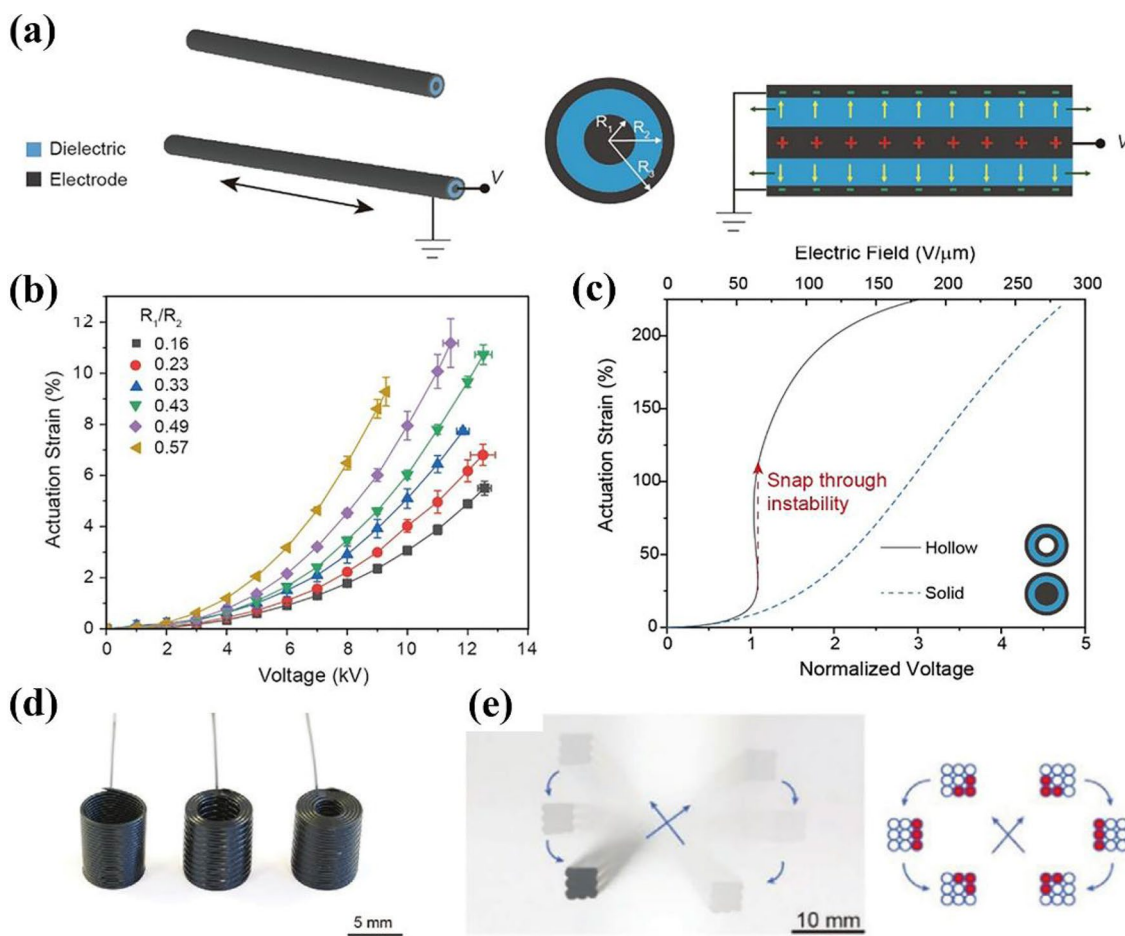 (a)
Dielectric
Electrode
V
R1
R2
R3
V
(b)
R1/R2
0.16
0.23
0.33
0.43
0.49
0.57
Actuation Strain (%)
12
10
8
6
4
2
0
0 2 4 6 8 10 12 14
Voltage (kV)
(c)
Electric Field (V/μm)
0 50 100 150 200 250 300
Actuation Strain (%)
200
150
100
50
0
Snap through
instability
Hollow
Solid
0 1 2 3 4 5
Normalized Voltage
(d)
5 mm
(e)
10 mm